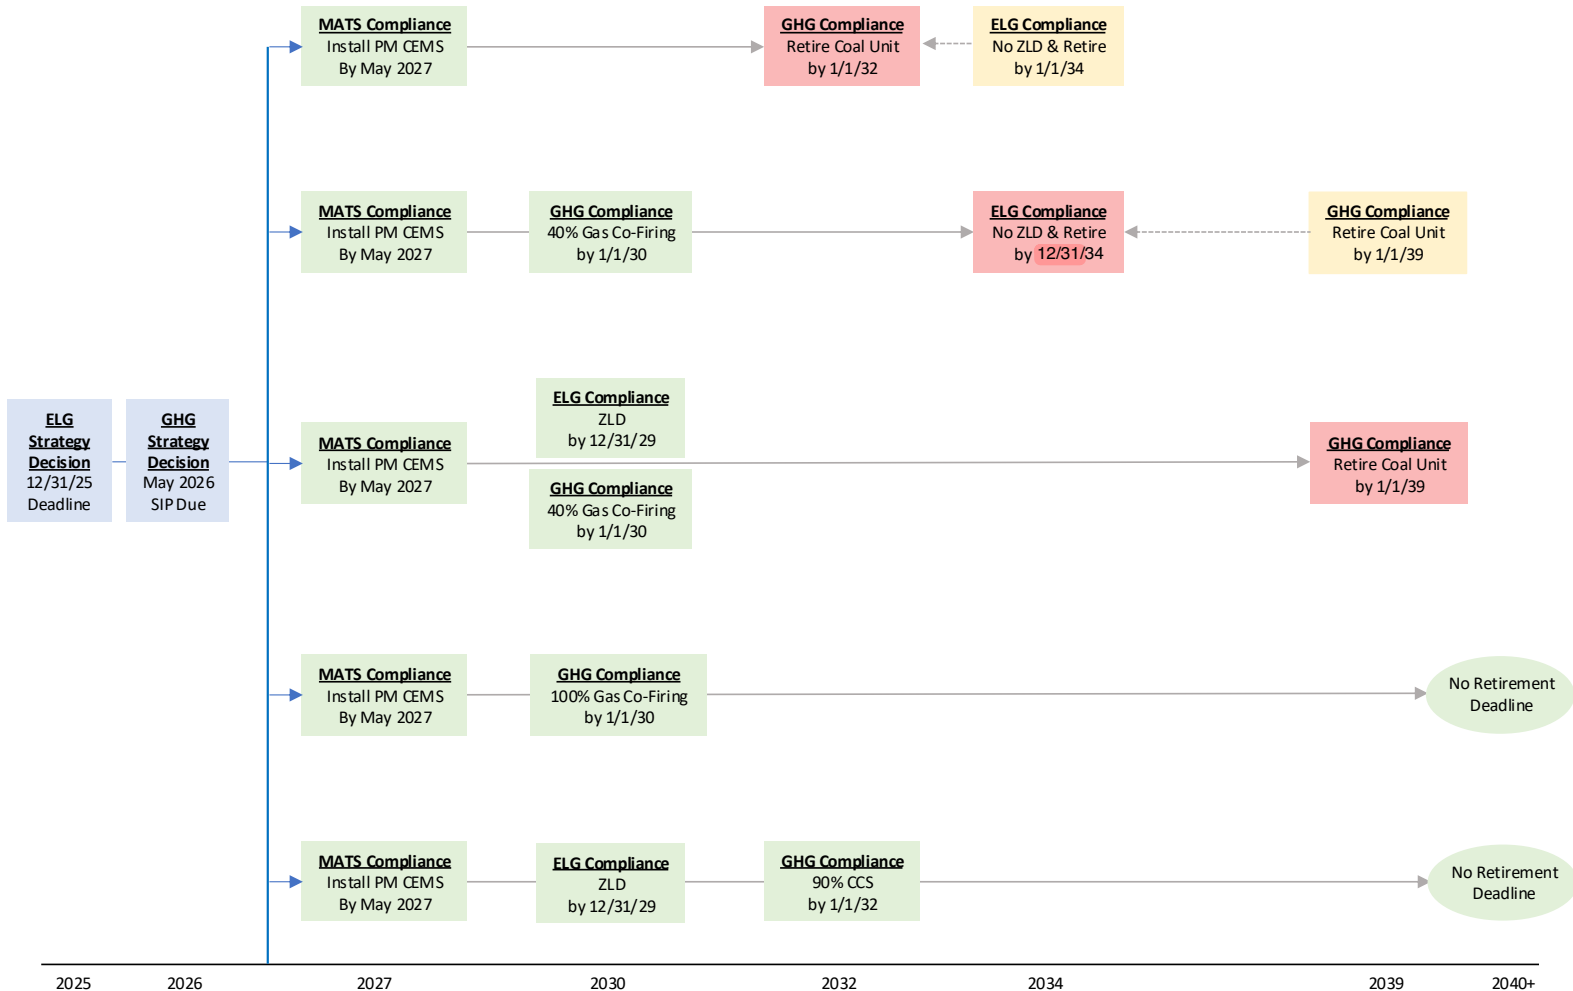 MATS Compliance
Install PM CEMS
By May 2027
GHG Compliance
Retire Coal Unit
by 1/1/32
ELG Compliance
No ZLD & Retire
by 1/1/34
MATS Compliance
Install PM CEMS
By May 2027
GHG Compliance
40% Gas Co-Firing
by 1/1/30
ELG Compliance
No ZLD & Retire
by 12/31/34
GHG Compliance
Retire Coal Unit
by 1/1/39
ELG
Strategy
Decision
12/31/25
Deadline
GHG
Strategy
Decision
May 2026
SIP Due
MATS Compliance
Install PM CEMS
By May 2027
ELG Compliance
ZLD
by 12/31/29
GHG Compliance
40% Gas Co-Firing
by 1/1/30
GHG Compliance
Retire Coal Unit
by 1/1/39
MATS Compliance
Install PM CEMS
By May 2027
GHG Compliance
100% Gas Co-Firing
by 1/1/30
No Retirement
Deadline
MATS Compliance
Install PM CEMS
By May 2027
ELG Compliance
ZLD
by 12/31/29
GHG Compliance
90% CCS
by 1/1/32
No Retirement
Deadline
2025 2026 2027 2030 2032 2034 2039 2040+